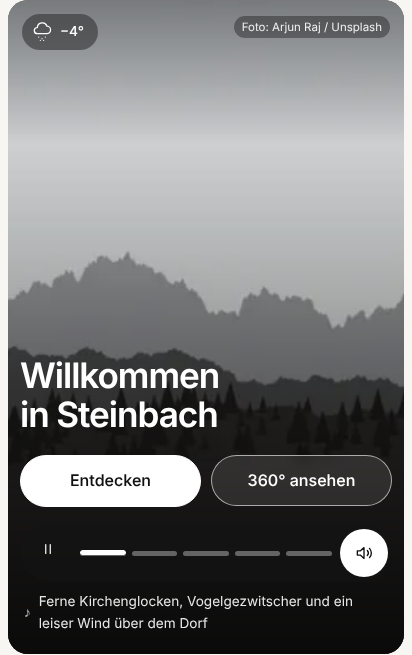 −4°
Foto: Arjun Raj / Unsplash
Willkommen
in Steinbach
Entdecken
360° ansehen
Ferne Kirchenglocken, Vogelgezwitscher und ein
leiser Wind über dem Dorf